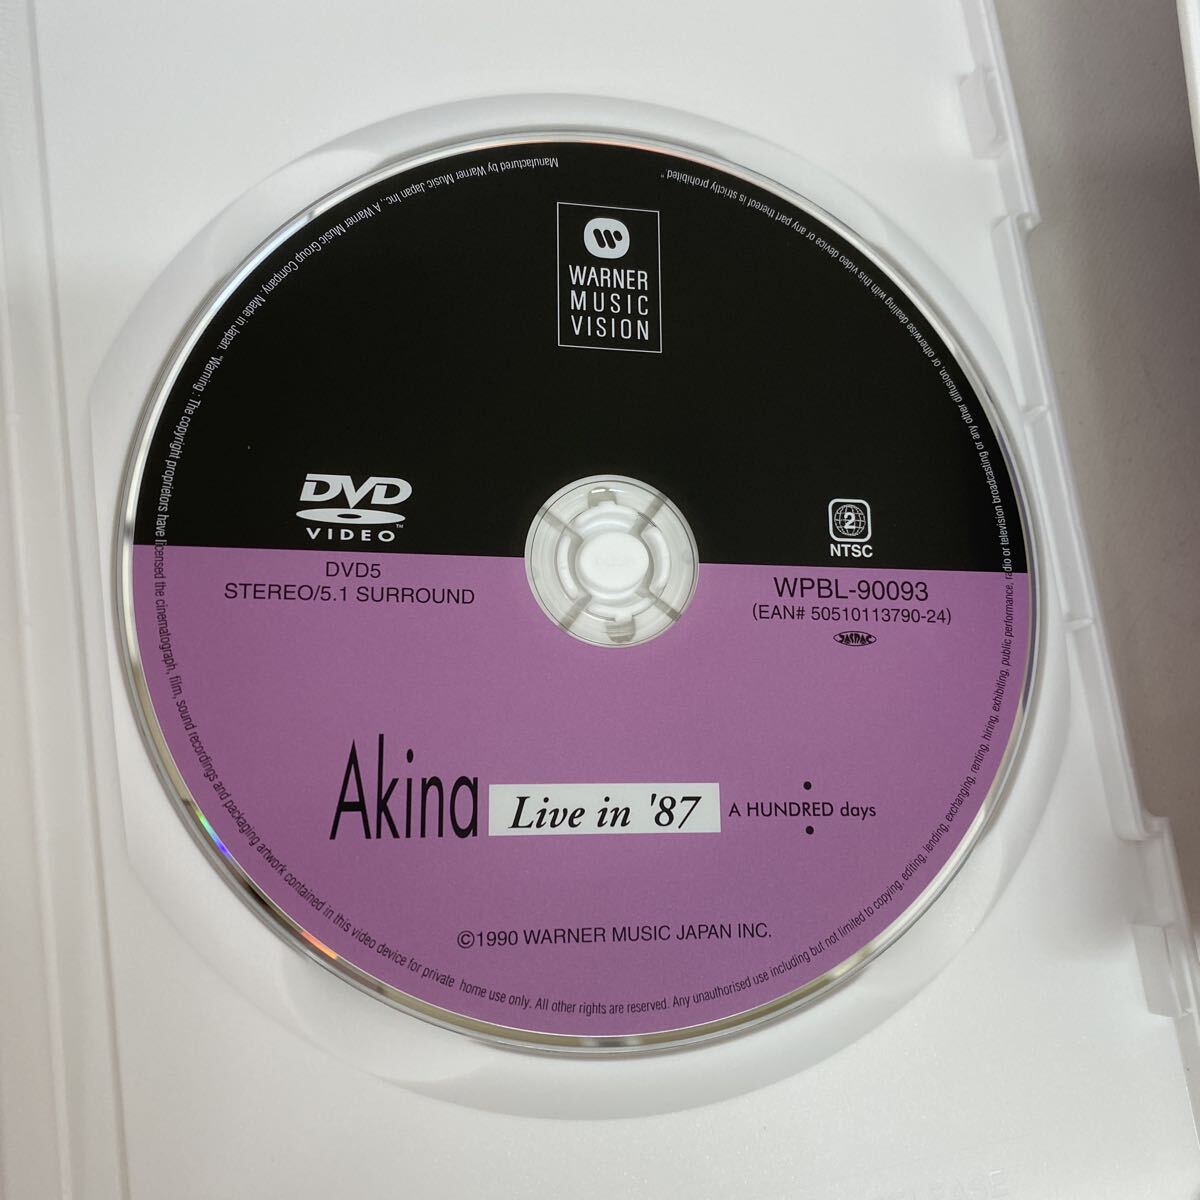 WARNER
MUSIC
VISION
DVD
VIDEO™
2
NTSC
DVD5
STEREO/5.1 SURROUND
WPBL-90093
(EAN# 50510113790-24)
JASRAC
Akina Live in '87 A HUNDRED days
©1990 WARNER MUSIC JAPAN INC.
Manufactured by Warner Music Japan Inc., A Warner Music Group Company. Made in Japan. "Warning : The copyright proprietors have licensed the cinematograph, film, sound recordings and packaging artwork contained in this video device for private home use only. All other rights are reserved. Any unauthorised use including but not limited to copying, editing, lending, exchanging, renting, hiring, exhibiting, public performance, radio or television broadcasting or any other diffusion, or otherwise dealing with this video device or any part thereof is strictly prohibited."